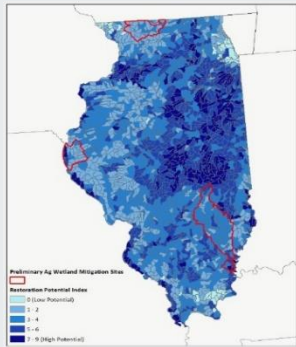 Preliminary Ag Wetland Mitigation Sites
Restoration Potential Index
0 (Low Potential)
1 - 2
3 - 4
5 - 6
7 - 9 (High Potential)